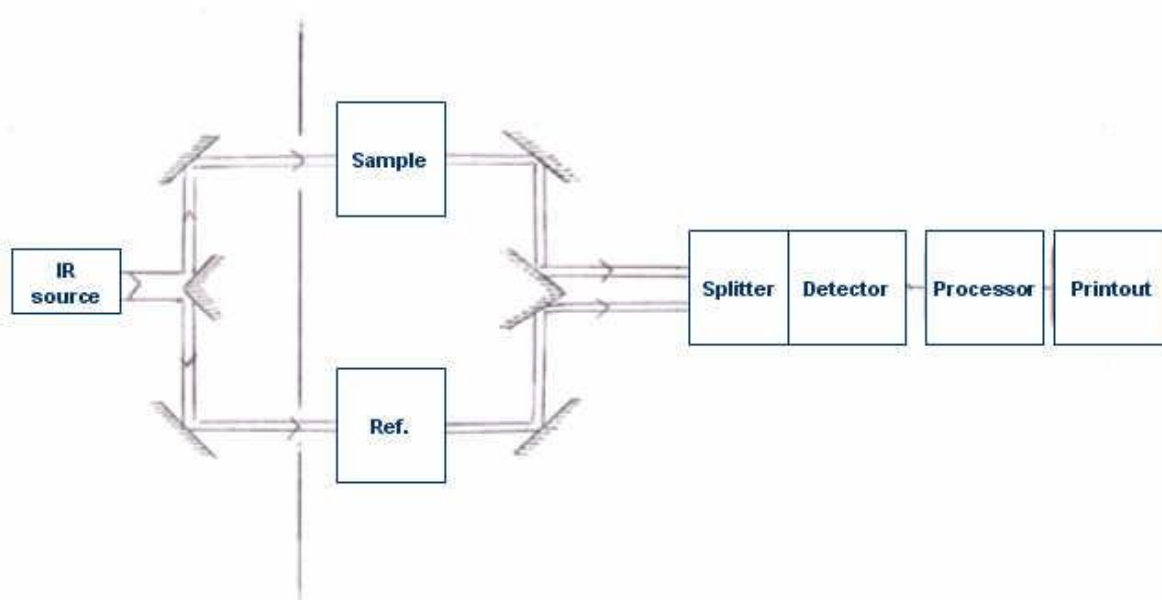 Sample
IR
source
Splitter
Detector
Processor
Printout
Ref.